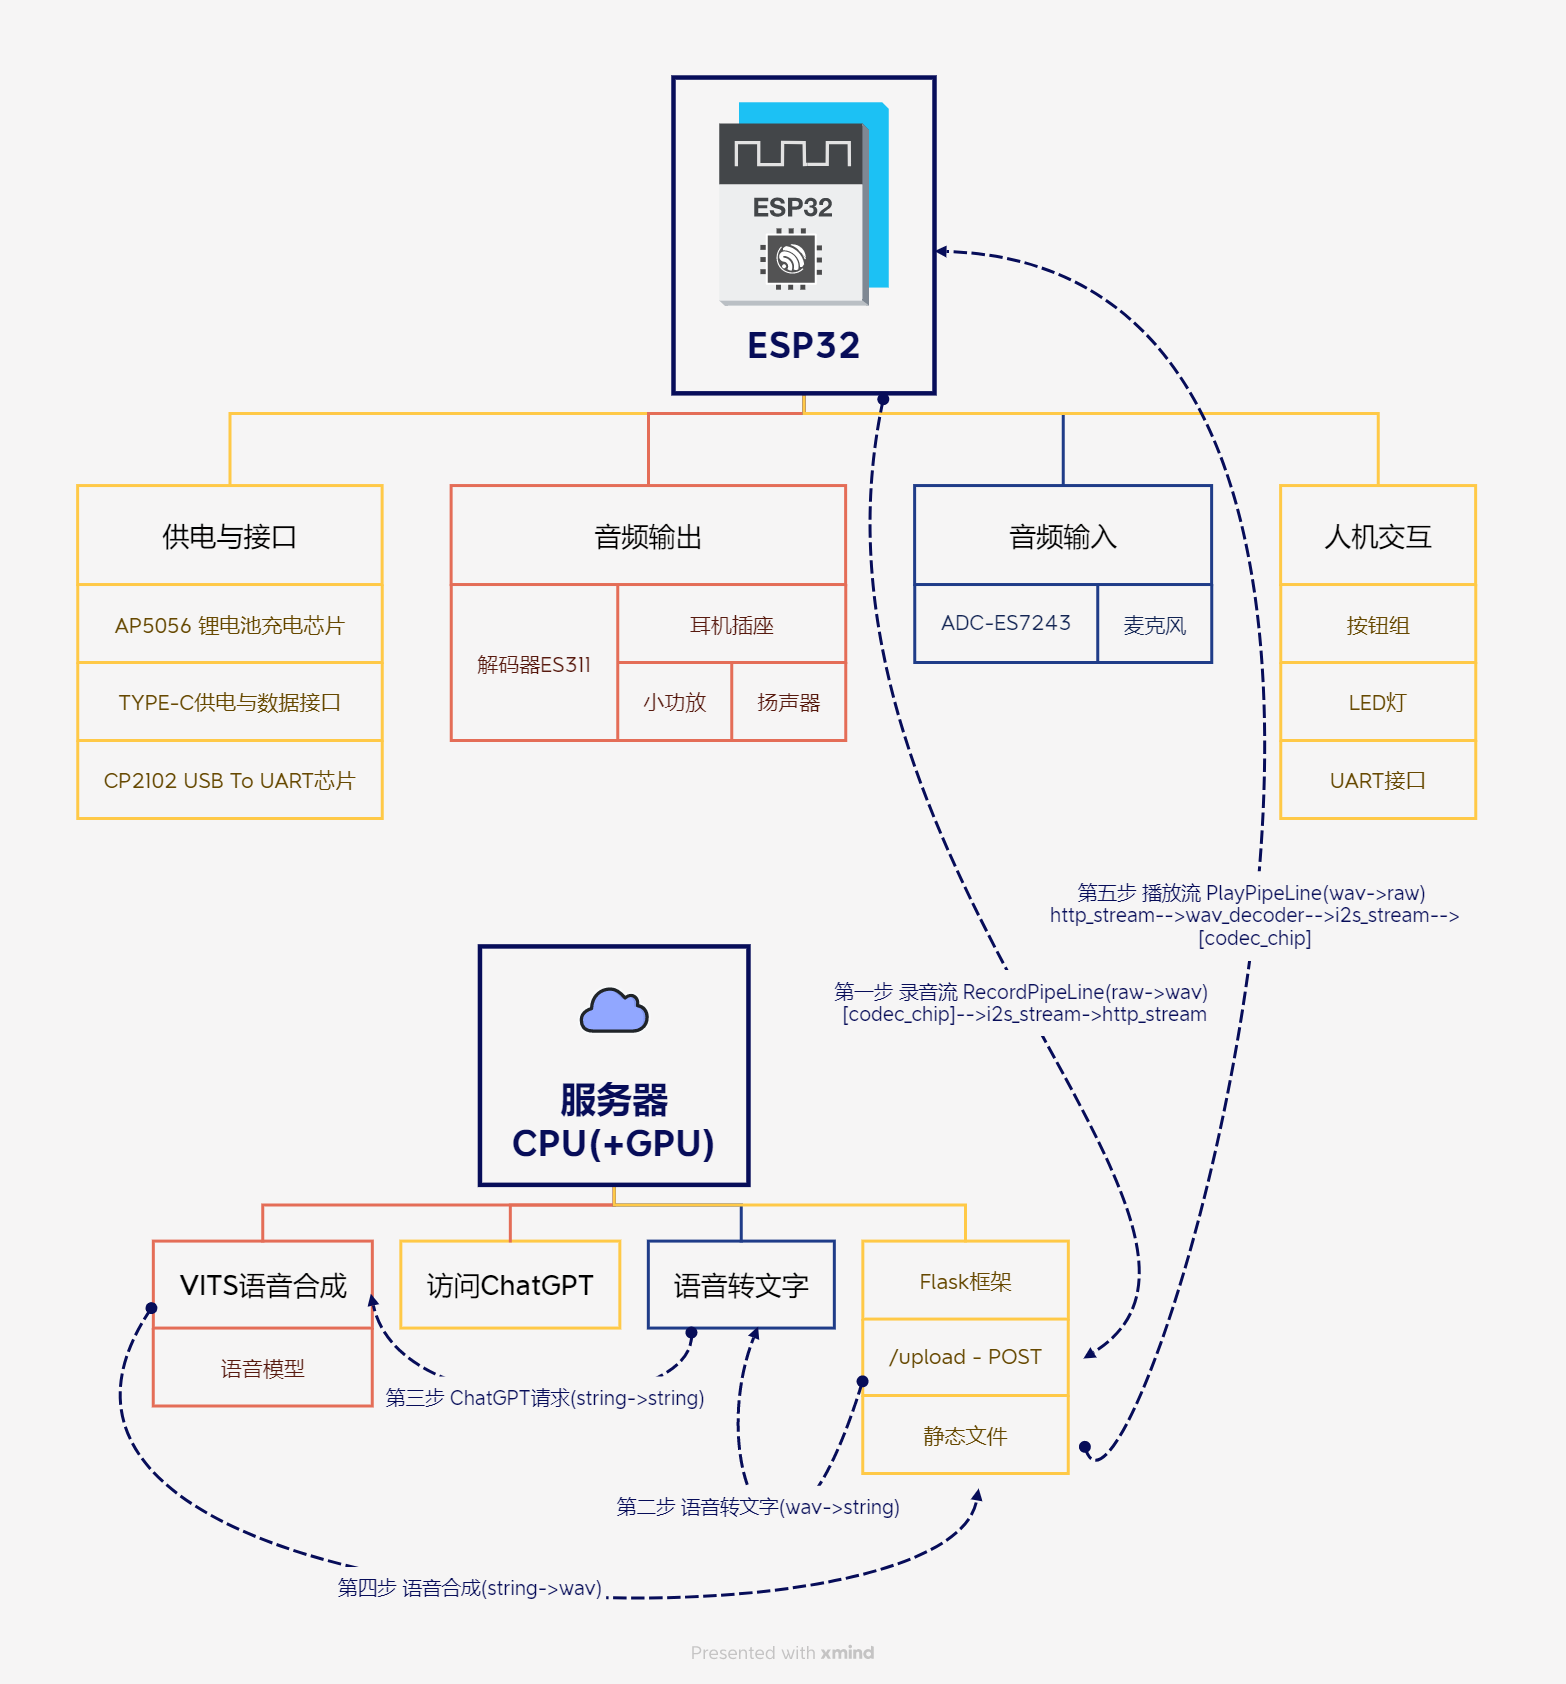 ESP32
ESP32
供电与接口
AP5056 锂电池充电芯片
TYPE-C供电与数据接口
CP2102 USB To UART芯片
音频输出
解码器ES311
耳机插座
小功放
扬声器
音频输入
ADC-ES7243
麦克风
人机交互
按钮组
LED灯
UART接口
第五步 播放流 PlayPipeLine(wav->raw)
http_stream-->wav_decoder-->i2s_stream-->
[codec_chip]
第一步 录音流 RecordPipeLine(raw->wav)
[codec_chip]-->i2s_stream->http_stream
服务器
CPU(+GPU)
VITS语音合成
语音模型
访问ChatGPT
语音转文字
Flask框架
/upload - POST
静态文件
第三步 ChatGPT请求(string->string)
第二步 语音转文字(wav->string)
第四步 语音合成(string->wav)
Presented with xmind